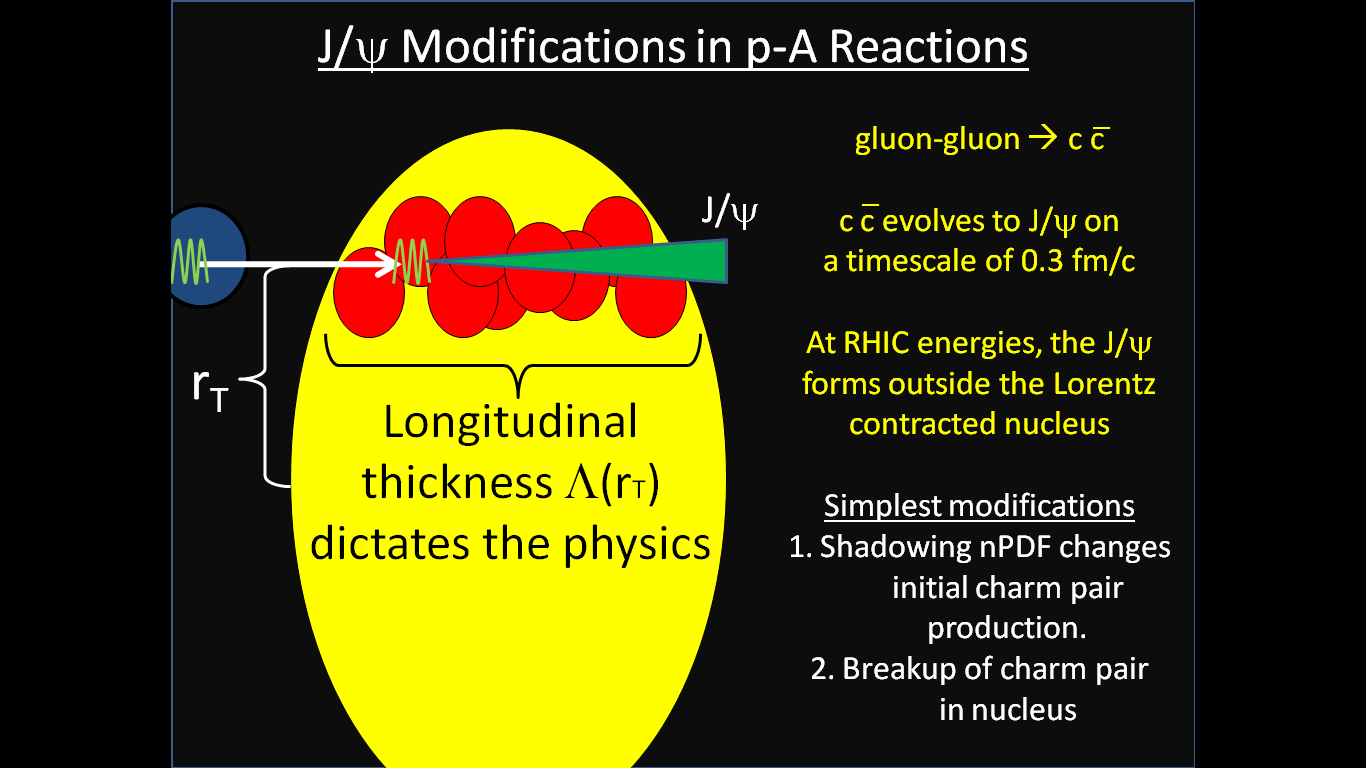 J/ψ Modifications in p-A Reactions
gluon-gluon → c c̅
c c̅ evolves to J/ψ on
a timescale of 0.3 fm/c
At RHIC energies, the J/ψ
forms outside the Lorentz
contracted nucleus
Simplest modifications
1. Shadowing nPDF changes
initial charm pair
production.
2. Breakup of charm pair
in nucleus
J/ψ
r_T
Longitudinal
thickness Λ(r_T)
dictates the physics